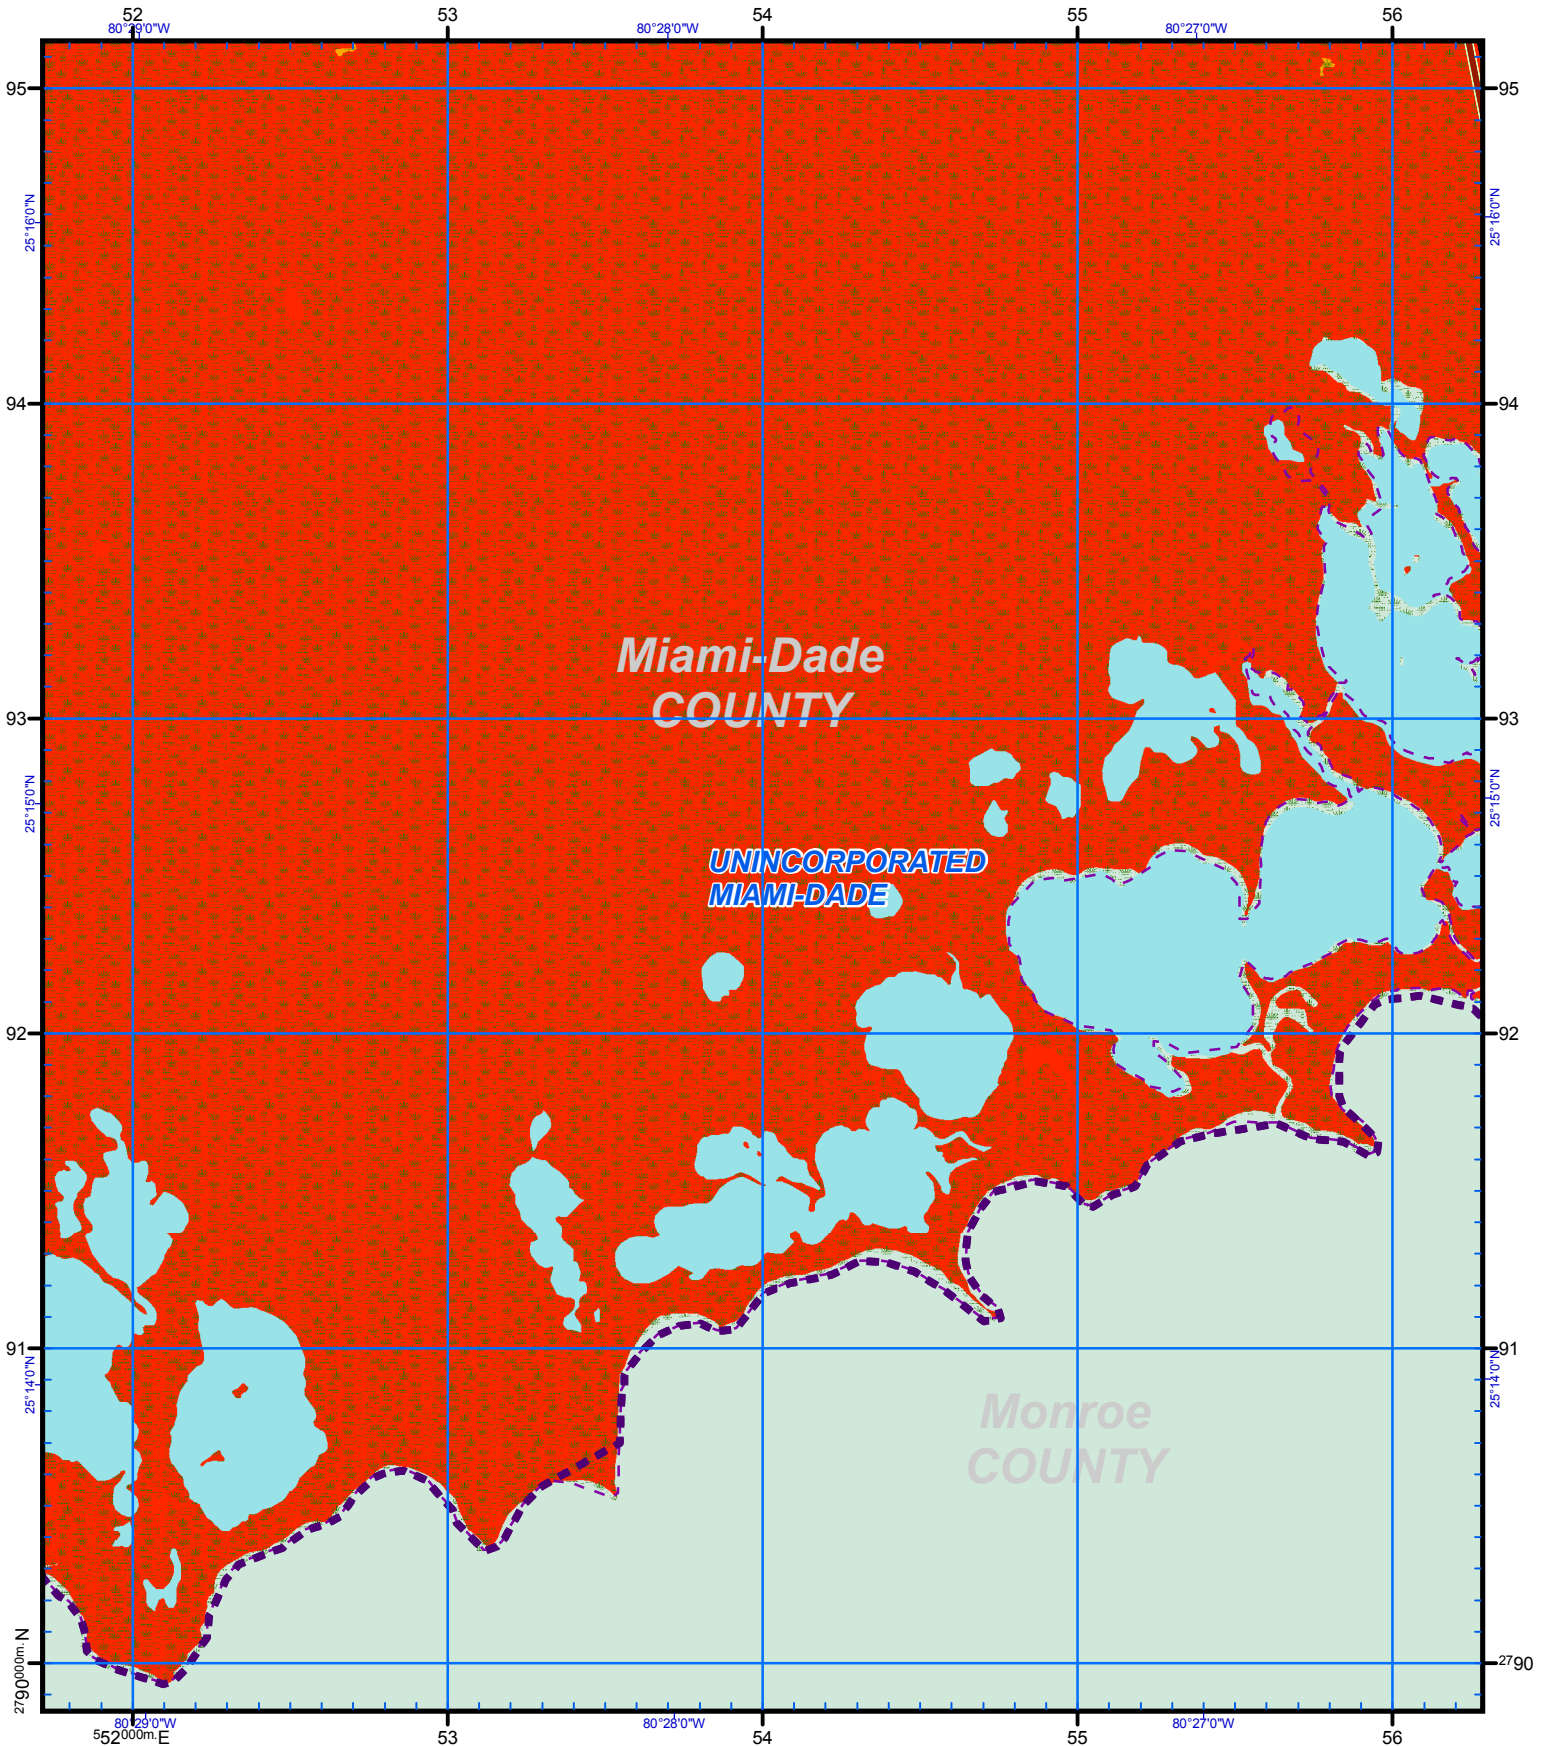 52 53 54 55 56
80°29'0"W 80°28'0"W 80°27'0"W
95 95
25°16'0"N 25°16'0"N
94 94
Miami-Dade
COUNTY
93 93
25°15'0"N 25°15'0"N
UNINCORPORATED
MIAMI-DADE
92 92
91 91
25°14'0"N 25°14'0"N
Monroe
COUNTY
2790000m. N 2790
80°29'0"W 80°28'0"W 80°27'0"W
552000m. E 53 54 55 56